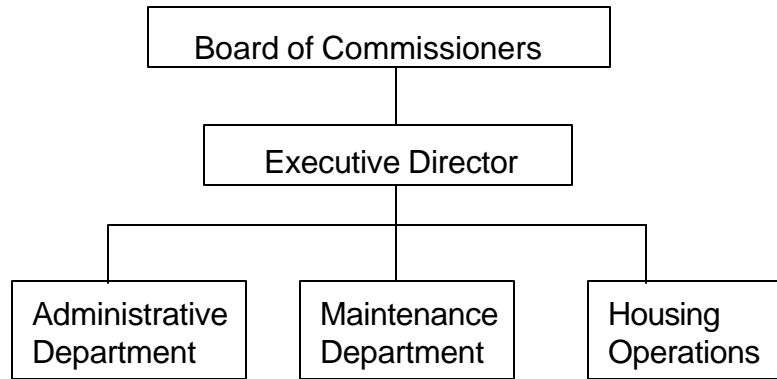 Board of Commissioners
Executive Director
Administrative
Department
Maintenance
Department
Housing
Operations